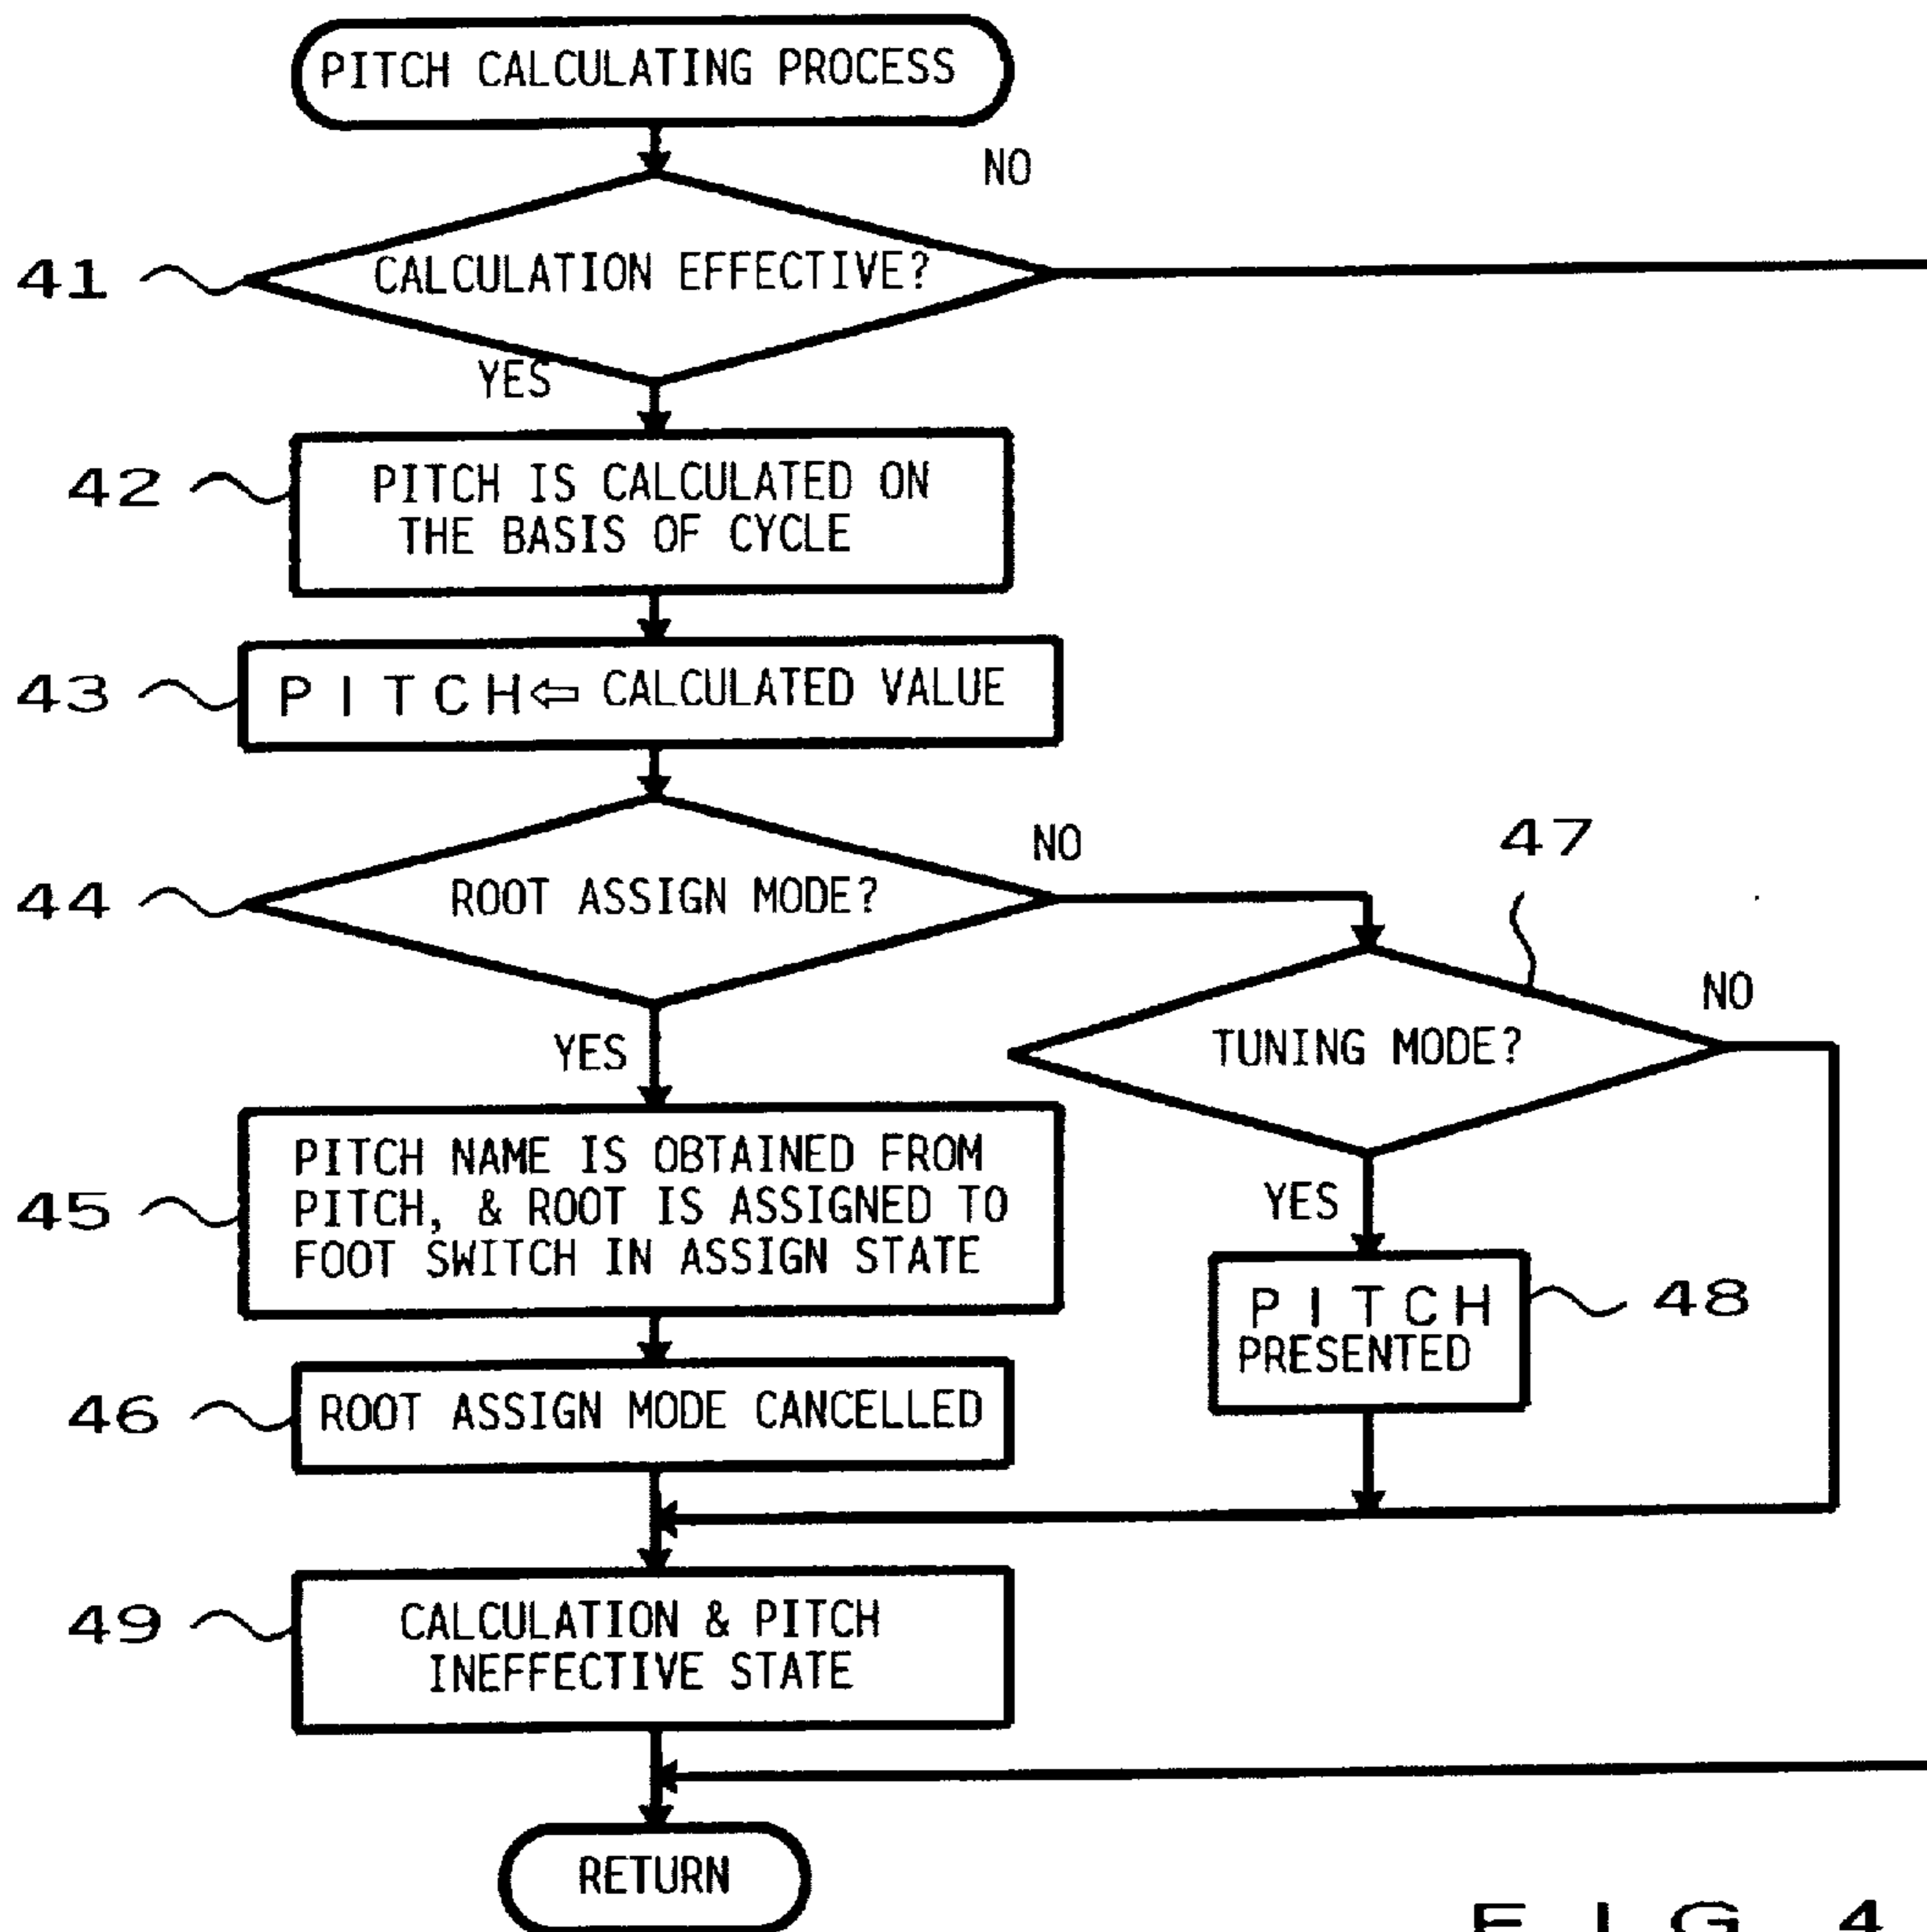 PITCH CALCULATING PROCESS
NO
41
CALCULATION EFFECTIVE?
YES
42
PITCH IS CALCULATED ON
THE BASIS OF CYCLE
43
PITCH⇦ CALCULATED VALUE
44
ROOT ASSIGN MODE?
NO
47
TUNING MODE?
NO
YES
YES
45
PITCH NAME IS OBTAINED FROM
PITCH, & ROOT IS ASSIGNED TO
FOOT SWITCH IN ASSIGN STATE
PITCH
PRESENTED
48
46
ROOT ASSIGN MODE CANCELLED
49
CALCULATION & PITCH
INEFFECTIVE STATE
RETURN
FIG. 4